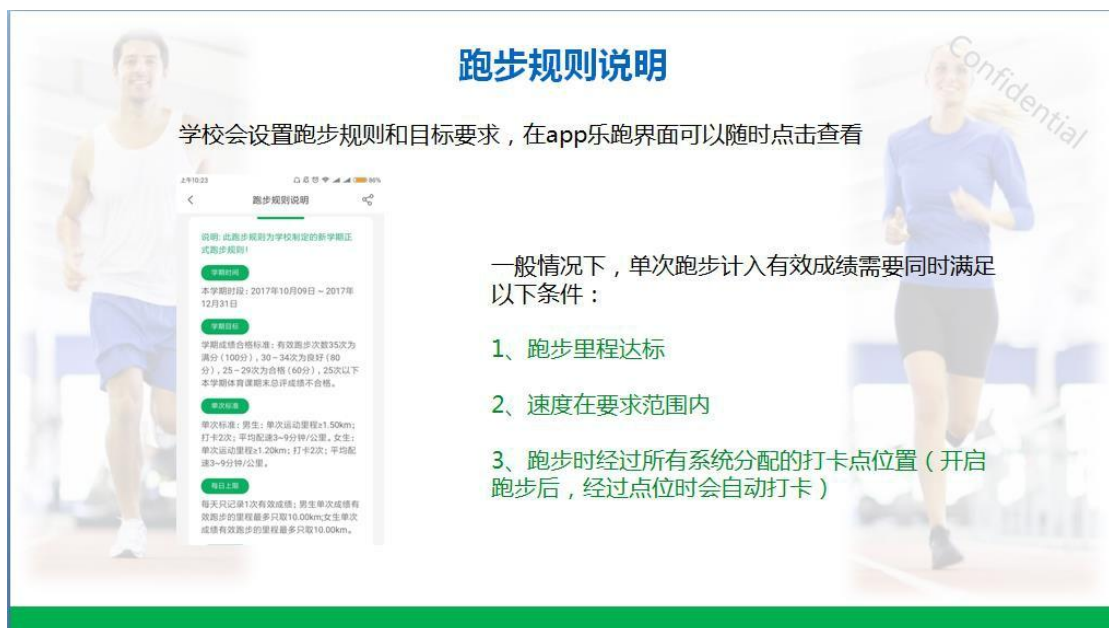 跑步规则说明
Confidential
学校会设置跑步规则和目标要求，在app乐跑界面可以随时点击查看
上午10:23
86%
跑步规则说明
说明: 此跑步规则为学校制定的新学期正
式跑步规则!
学期时间
本学期时段: 2017年10月09日 ~ 2017年
12月31日
学期目标
学期成绩合格标准: 有效跑步次数35次为
满分 (100分) , 30~34次为良好 (80
分) , 25~29次为合格 (60分) , 25次以下
本学期体育课期末总评成绩不合格。
单次标准
单次标准: 男生: 单次运动里程≥1.50km;
打卡2次; 平均配速3~9分钟/公里。女生:
单次运动里程≥1.20km; 打卡2次; 平均配
速3~9分钟/公里。
每日上限
每天只记录1次有效成绩; 男生单次成绩有
效跑步的里程最多只取10.00km;女生单次
成绩有效跑步的里程最多只取10.00km。
一般情况下，单次跑步计入有效成绩需要同时满足
以下条件：
1、跑步里程达标
2、速度在要求范围内
3、跑步时经过所有系统分配的打卡点位置（开启
跑步后，经过点位时会自动打卡）